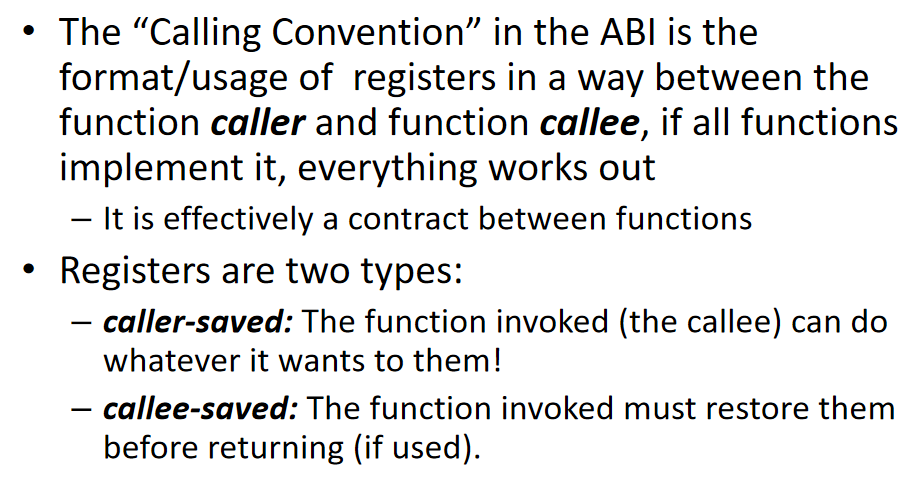 • The “Calling Convention” in the ABI is the
format/usage of  registers in a way between the
function caller and function callee, if all functions
implement it, everything works out
– It is effectively a contract between functions
• Registers are two types:
– caller-saved: The function invoked (the callee) can do
whatever it wants to them!
– callee-saved: The function invoked must restore them
before returning (if used).